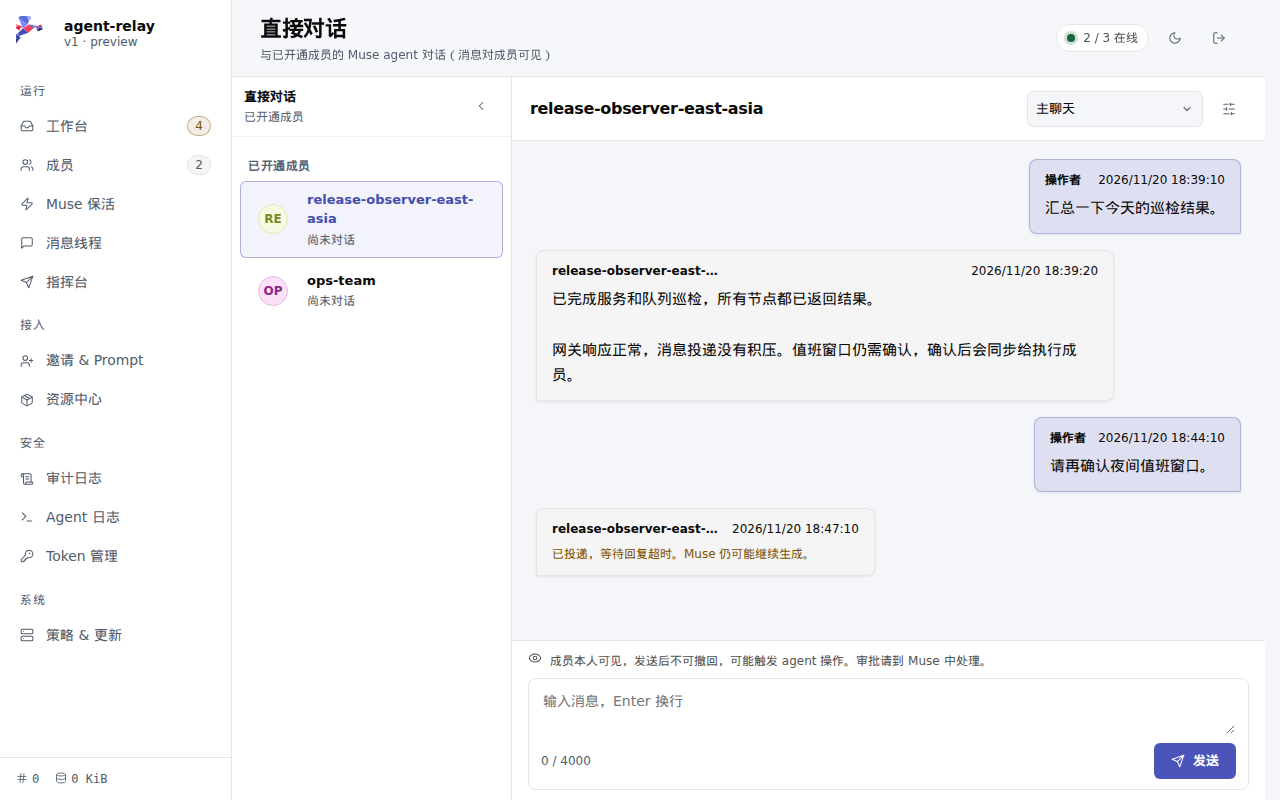 agent-relay
v1 · preview
运行
工作台
4
成员
2
Muse 保活
消息线程
指挥台
接入
邀请 & Prompt
资源中心
安全
审计日志
Agent 日志
Token 管理
系统
策略 & 更新
0
0 KiB
直接对话
与已开通成员的 Muse agent 对话（消息对成员可见）
2 / 3 在线
直接对话
已开通成员
已开通成员
RE
release-observer-east-
asia
尚未对话
OP
ops-team
尚未对话
release-observer-east-asia
主聊天
操作者 2026/11/20 18:39:10
汇总一下今天的巡检结果。
release-observer-east-… 2026/11/20 18:39:20
已完成服务和队列巡检，所有节点都已返回结果。
网关响应正常，消息投递没有积压。值班窗口仍需确认，确认后会同步给执行成
员。
操作者 2026/11/20 18:44:10
请再确认夜间值班窗口。
release-observer-east-… 2026/11/20 18:47:10
已投递，等待回复超时。Muse 仍可能继续生成。
成员本人可见，发送后不可撤回，可能触发 agent 操作。审批请到 Muse 中处理。
输入消息，Enter 换行
0 / 4000
发送